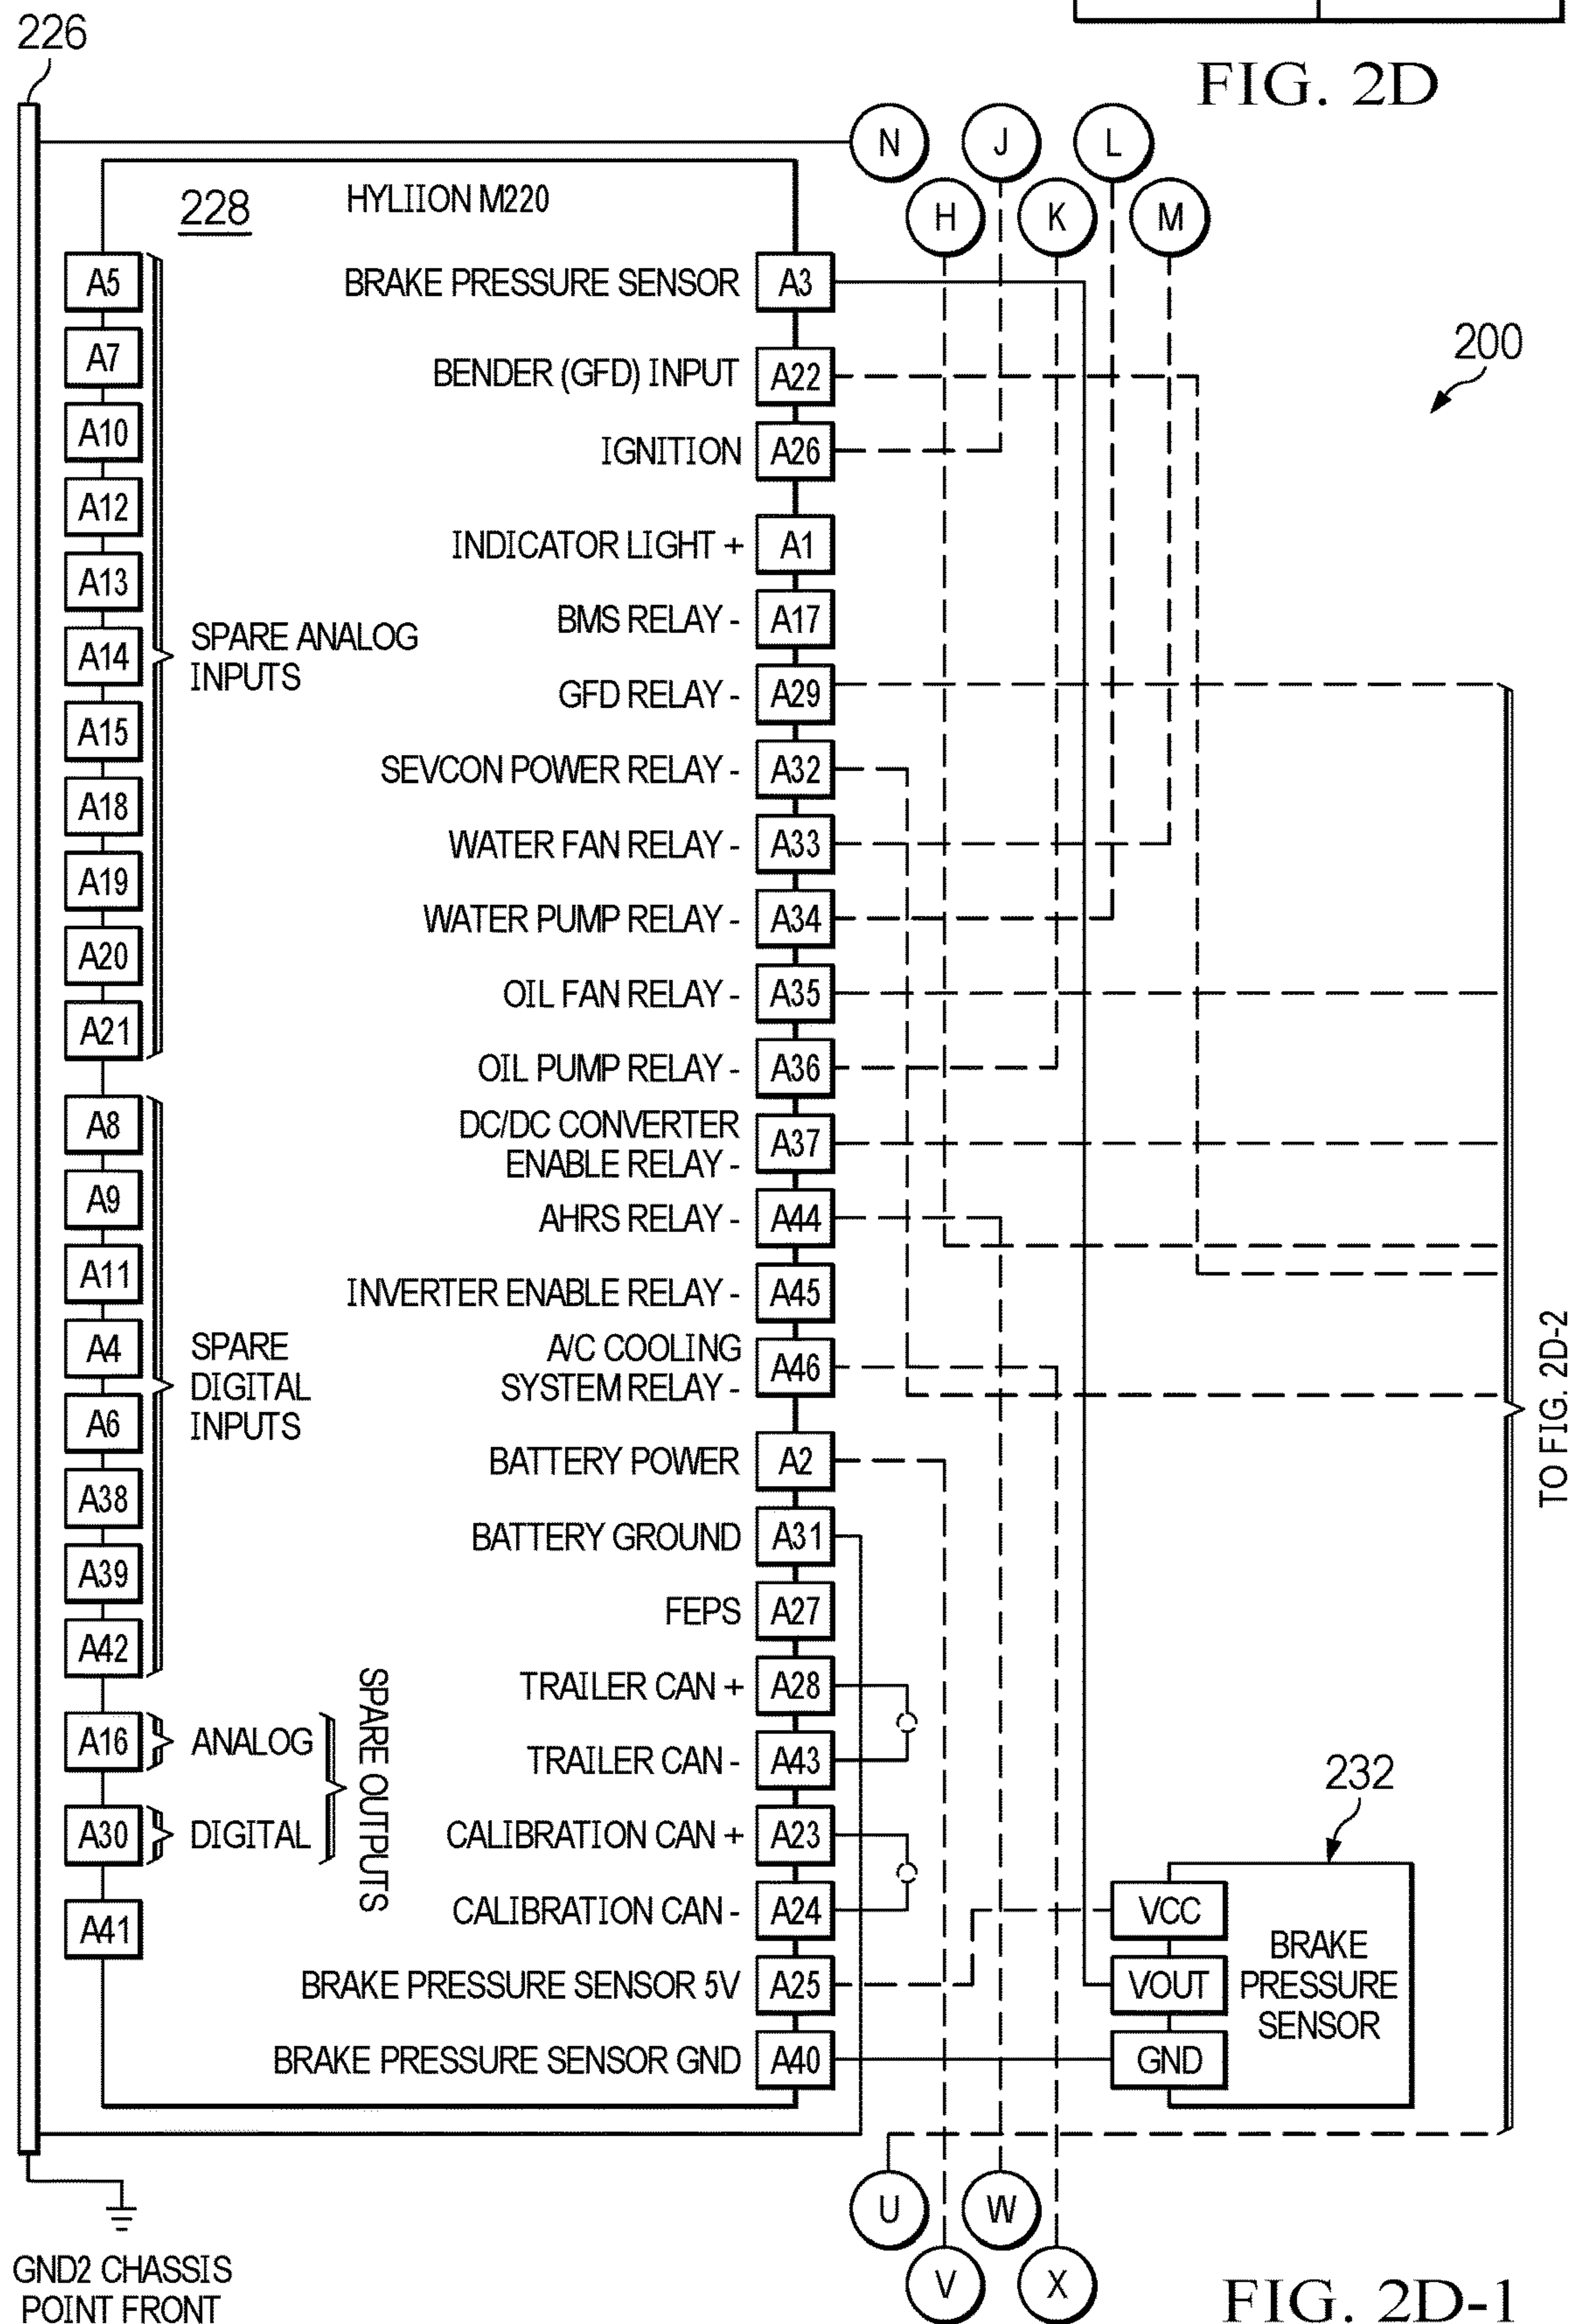 226
FIG. 2D
N
J
L
H
K
M
228
HYLIION M220
200
A5
A7
A10
A12
A13
A14
A15
A18
A19
A20
A21
SPARE ANALOG
INPUTS
A8
A9
A11
A4
A6
A38
A39
A42
SPARE
DIGITAL
INPUTS
A16
ANALOG
A30
DIGITAL
SPARE OUTPUTS
A41
BRAKE PRESSURE SENSOR A3
BENDER (GFD) INPUT A22
IGNITION A26
INDICATOR LIGHT + A1
BMS RELAY - A17
GFD RELAY - A29
SEVCON POWER RELAY - A32
WATER FAN RELAY - A33
WATER PUMP RELAY - A34
OIL FAN RELAY - A35
OIL PUMP RELAY - A36
DC/DC CONVERTER
ENABLE RELAY - A37
AHRS RELAY - A44
INVERTER ENABLE RELAY - A45
A/C COOLING
SYSTEM RELAY - A46
BATTERY POWER A2
BATTERY GROUND A31
FEPS A27
TRAILER CAN + A28
TRAILER CAN - A43
CALIBRATION CAN + A23
CALIBRATION CAN - A24
BRAKE PRESSURE SENSOR 5V A25
BRAKE PRESSURE SENSOR GND A40
TO FIG. 2D-2
232
VCC
VOUT
GND
BRAKE
PRESSURE
SENSOR
U
W
V
X
GND2 CHASSIS
POINT FRONT
FIG. 2D-1